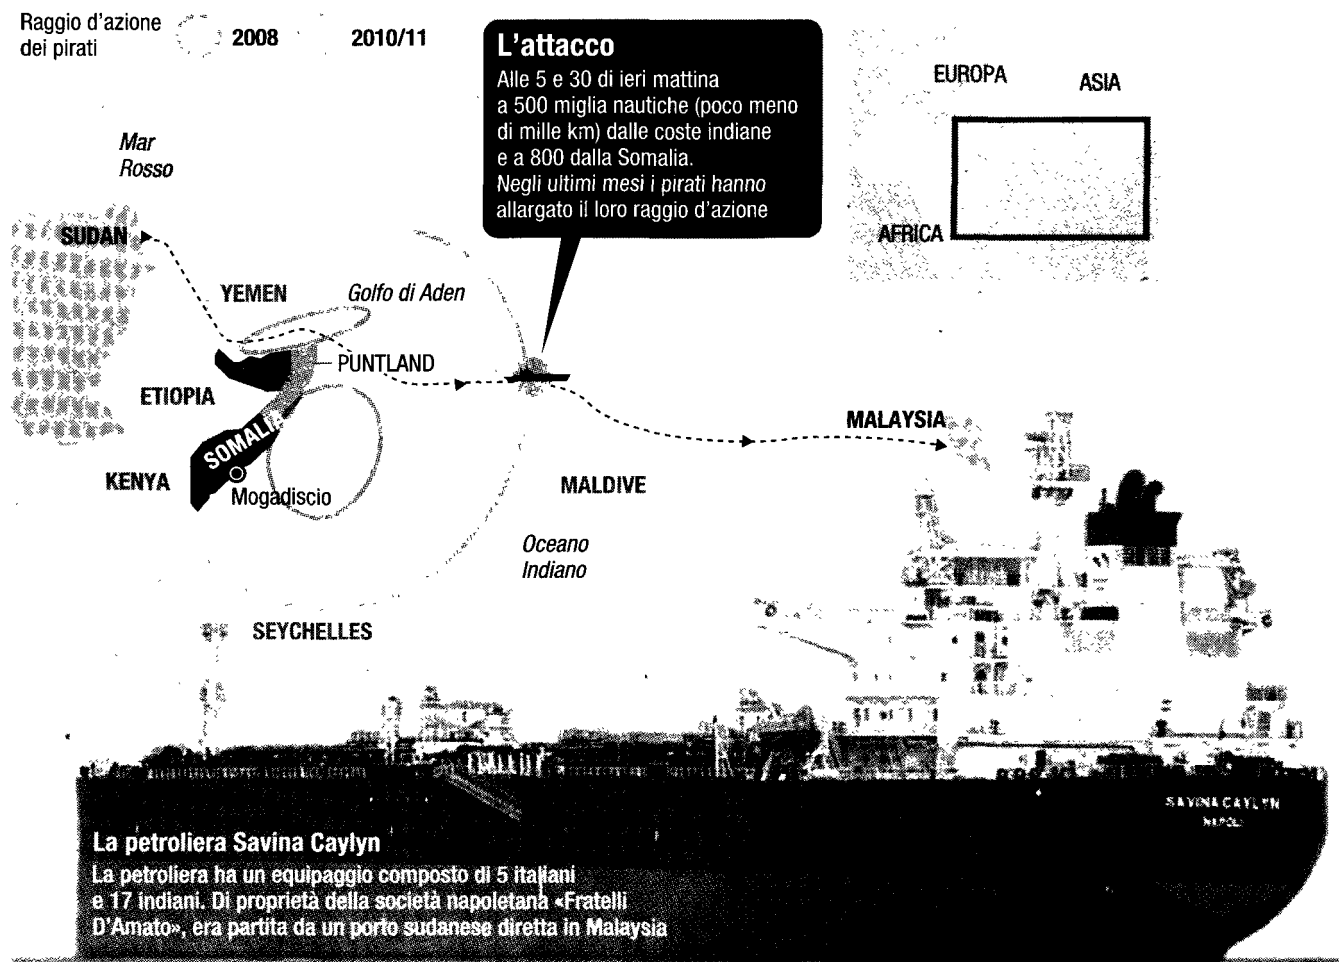 Raggio d'azione
dei pirati
2008
2010/11
L'attacco
Alle 5 e 30 di ieri mattina
a 500 miglia nautiche (poco meno
di mille km) dalle coste indiane
e a 800 dalla Somalia.
Negli ultimi mesi i pirati hanno
allargato il loro raggio d'azione
EUROPA
ASIA
AFRICA
Mar
Rosso
SUDAN
YEMEN
Golfo di Aden
PUNTLAND
ETIOPIA
SOMALIA
KENYA
Mogadiscio
MALAYSIA
MALDIVE
Oceano
Indiano
SEYCHELLES
SAVINA CAYLYN
NAPOLI
La petroliera Savina Caylyn
La petroliera ha un equipaggio composto di 5 italiani
e 17 indiani. Di proprietà della società napoletana «Fratelli
D'Amato», era partita da un porto sudanese diretta in Malaysia